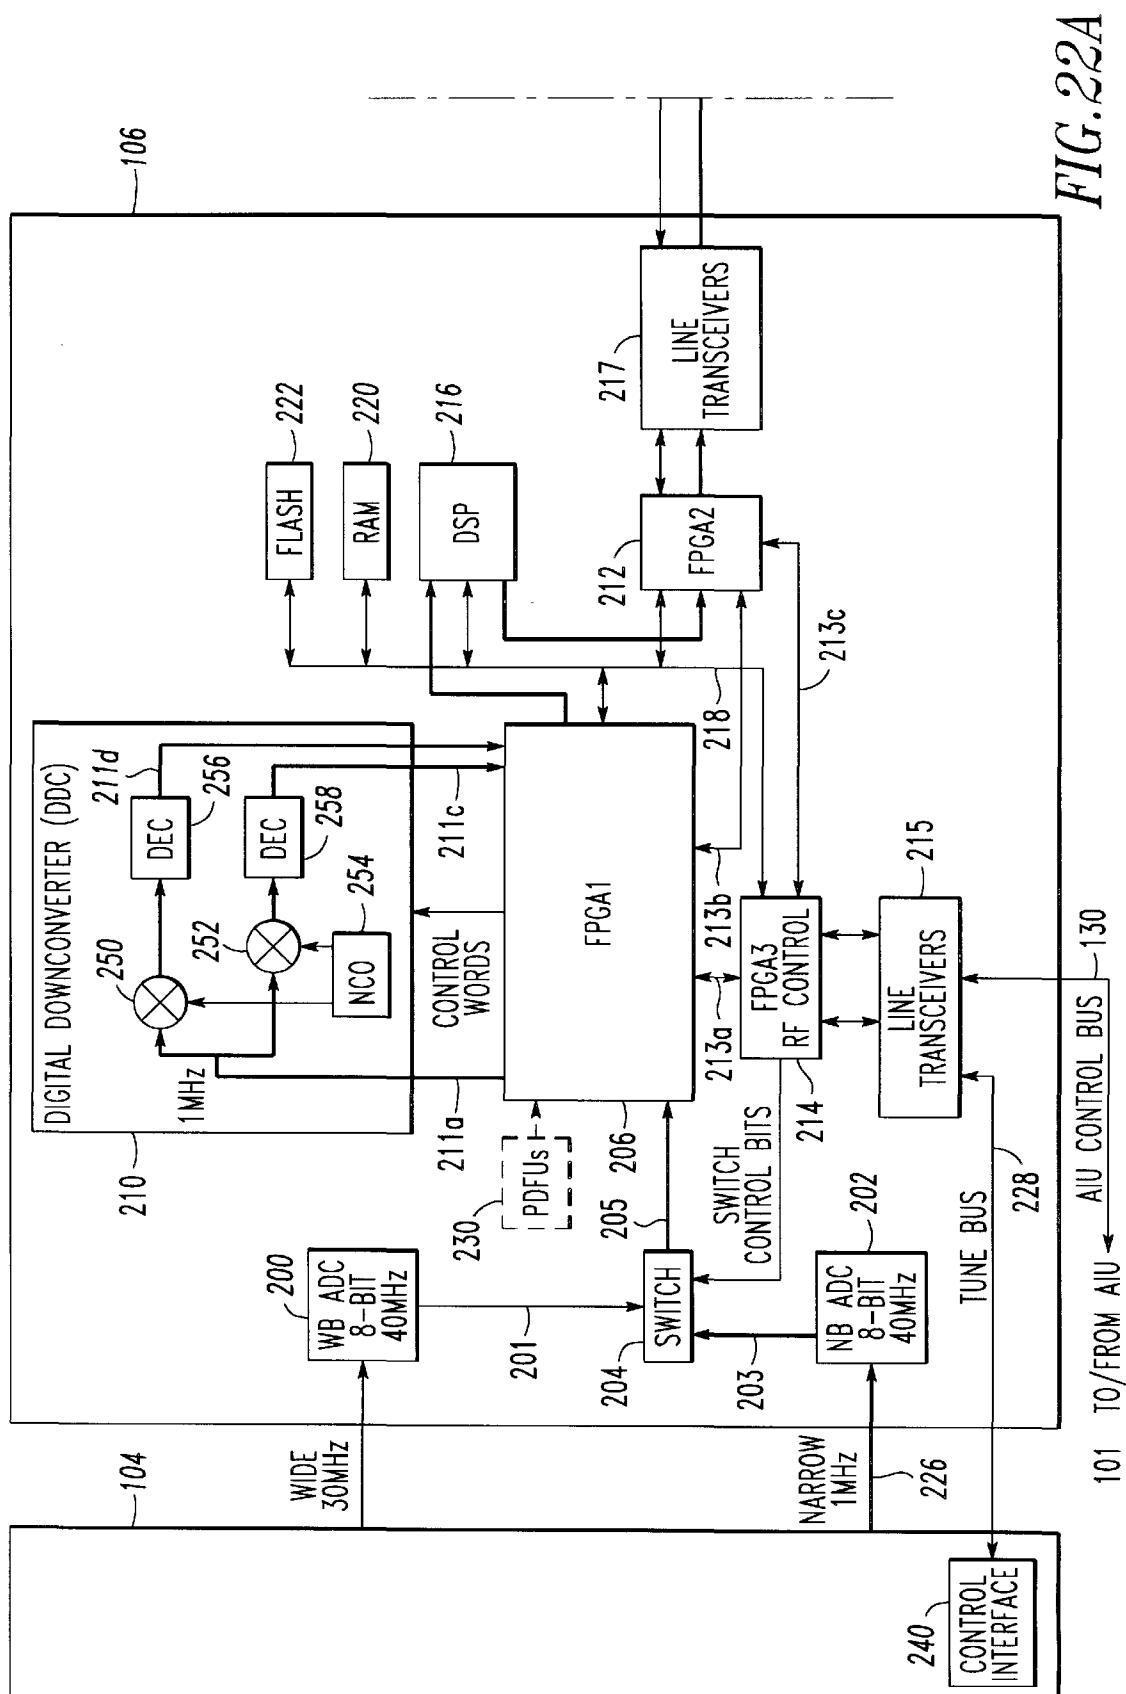 104
106
WIDE
30MHz
NARROW
1MHz
226
240
CONTROL
INTERFACE
210
DIGITAL DOWNCONVERTER (DDC)
1MHz
250
252
NCO
254
DEC
256
DEC
258
211d
211c
211a
CONTROL
WORDS
200
WB ADC
8-BIT
40MHz
201
230
PDFUs
205
206
FPGA1
SWITCH
204
203
NB ADC
8-BIT
40MHz
202
SWITCH
CONTROL BITS
213a
213b
218
213c
FPGA3
RF CONTROL
214
LINE
TRANSCEIVERS
215
FLASH
222
RAM
220
DSP
216
212
FPGA2
217
LINE
TRANSCEIVERS
TUNE BUS
228
130
AIU CONTROL BUS
101 TO/FROM AIU
FIG.22A